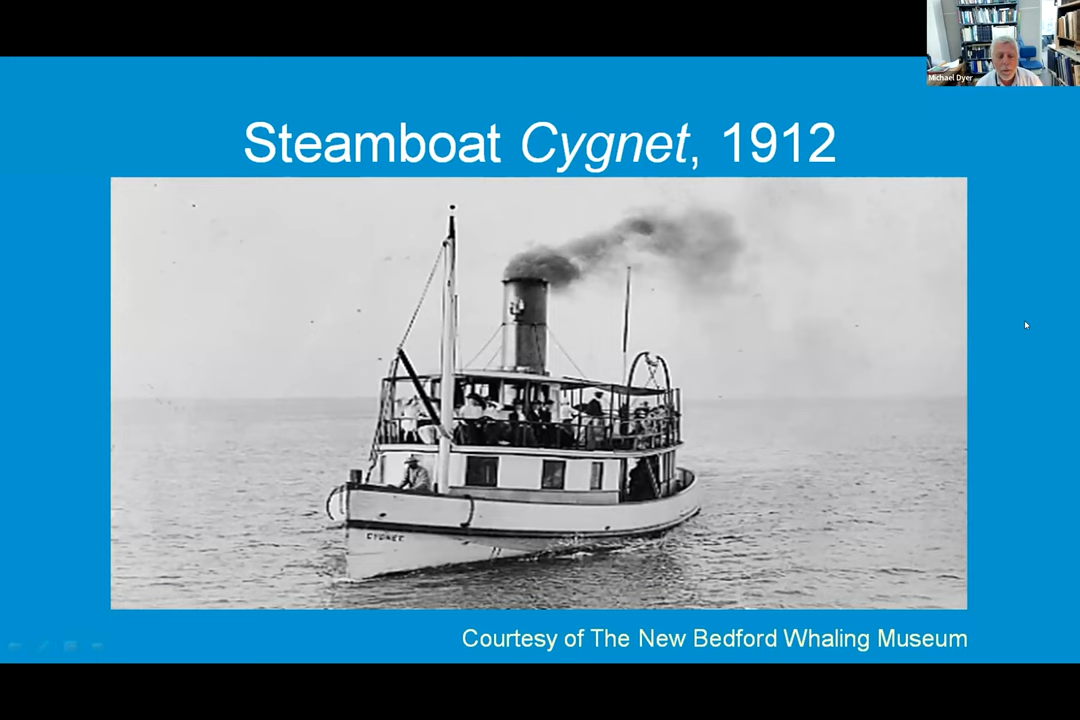 Michael Dyer
Steamboat Cygnet, 1912
CYGNET
Courtesy of The New Bedford Whaling Museum